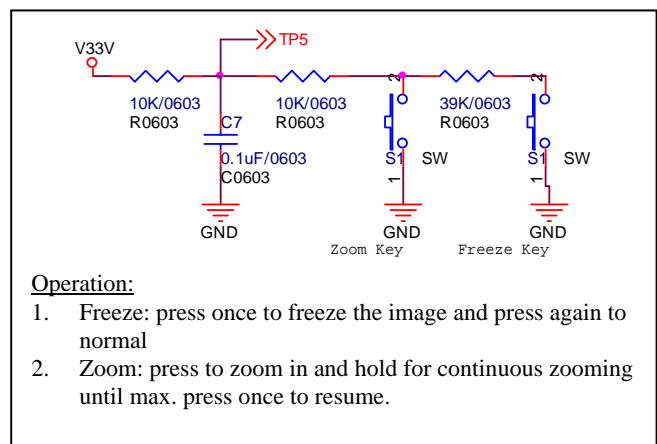 V33V
TP5
10K/0603
R0603
C7
0.1uF/0603
C0603
10K/0603
R0603
39K/0603
R0603
2
S1
SW
1
2
S1
SW
1
GND
GND
GND
Zoom Key
Freeze Key
Operation:
1. Freeze: press once to freeze the image and press again to
normal
2. Zoom: press to zoom in and hold for continuous zooming
until max. press once to resume.